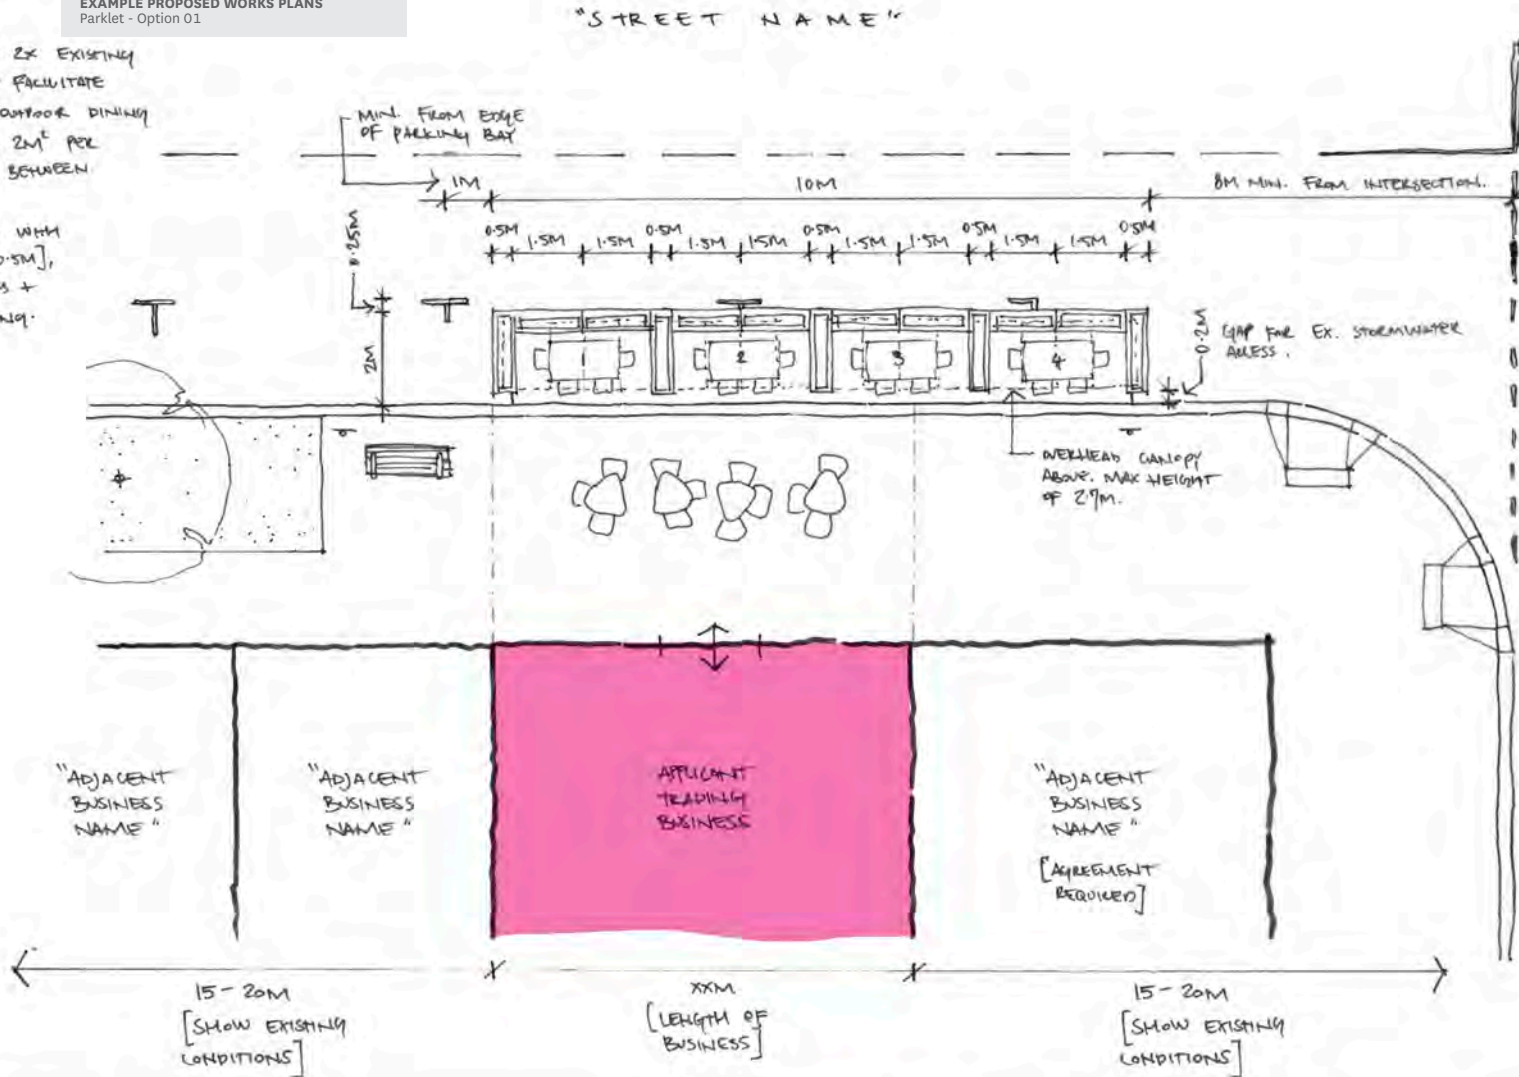 EXAMPLE PROPOSED WORKS PLANS
Parklet - Option 01
"STREET NAME"
2X EXISTING
FACILITATE
OUTDOOR DINING
2M² PER
BETWEEN
WITH
0.5M],
+
MIN. FROM EDGE
OF PARKING BAY
1M
10M
8M MIN. FROM INTERSECTION.
0.5M
1.5M
1.5M
0.5M
1.5M
1.5M
0.5M
1.5M
1.5M
0.5M
1.5M
1.5M
0.5M
0.25M
2M
1
2
3
4
0.2M
GAP FOR EX. STORMWATER
ACCESS.
OVERHEAD CANOPY
ABOVE. MAX HEIGHT
OF 2.7M.
"ADJACENT
BUSINESS
NAME"
"ADJACENT
BUSINESS
NAME"
APPLICANT
TRADING
BUSINESS
"ADJACENT
BUSINESS
NAME"
[AGREEMENT
REQUIRED]
15-20M
[SHOW EXISTING
CONDITIONS]
XXM
[LENGTH OF
BUSINESS]
15-20M
[SHOW EXISTING
CONDITIONS]